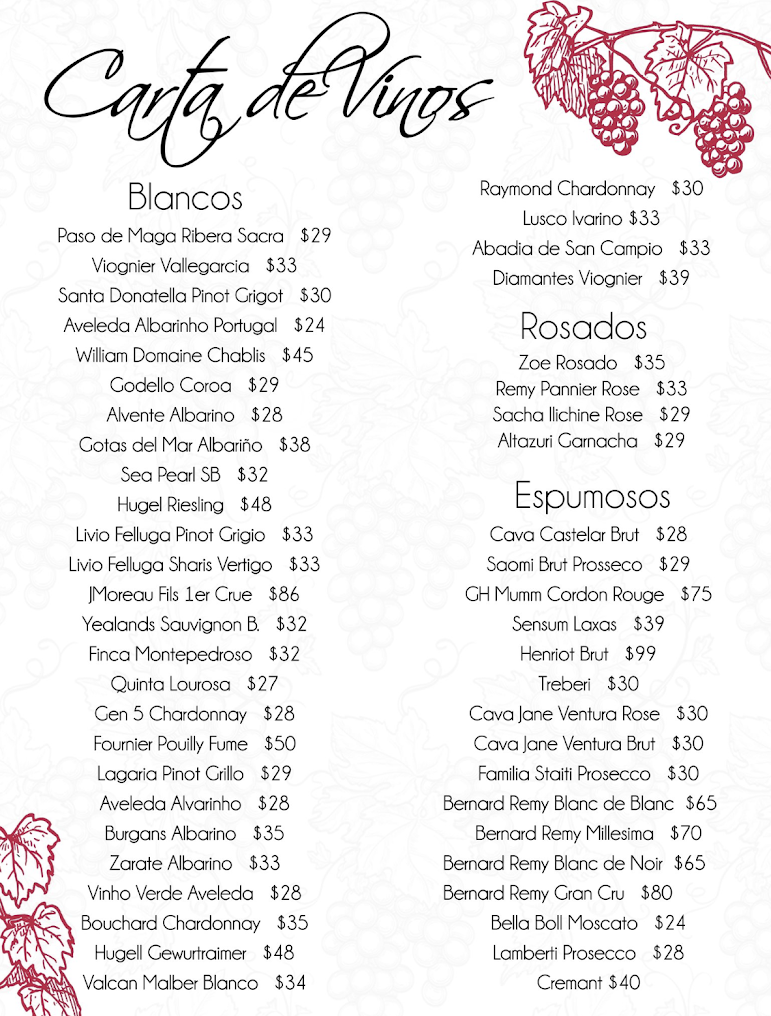 Carta de Vinos
Blancos
Paso de Maga Ribera Sacra $29
Viognier Vallegarcia $33
Santa Donatella Pinot Grigot $30
Aveleda Albarinho Portugal $24
William Domaine Chablis $45
Godello Coroa $29
Alvente Albarino $28
Gotas del Mar Albariño $38
Sea Pearl SB $32
Hugel Riesling $48
Livio Felluga Pinot Grigio $33
Livio Felluga Sharis Vertigo $33
JMoreau Fils 1er Crue $86
Yealands Sauvignon B. $32
Finca Montepedroso $32
Quinta Lourosa $27
Gen 5 Chardonnay $28
Fournier Pouilly Fume $50
Lagaria Pinot Grillo $29
Aveleda Alvarinho $28
Burgans Albarino $35
Zarate Albarino $33
Vinho Verde Aveleda $28
Bouchard Chardonnay $35
Hugell Gewurtraimer $48
Valcan Malber Blanco $34
Raymond Chardonnay $30
Lusco Ivarino $33
Abadia de San Campio $33
Diamantes Viognier $39
Rosados
Zoe Rosado $35
Remy Pannier Rose $33
Sacha Ilichine Rose $29
Altazuri Garnacha $29
Espumosos
Cava Castelar Brut $28
Saomi Brut Prosseco $29
GH Mumm Cordon Rouge $75
Sensum Laxas $39
Henriot Brut $99
Treberi $30
Cava Jane Ventura Rose $30
Cava Jane Ventura Brut $30
Familia Staiti Prosecco $30
Bernard Remy Blanc de Blanc $65
Bernard Remy Millesima $70
Bernard Remy Blanc de Noir $65
Bernard Remy Gran Cru $80
Bella Boll Moscato $24
Lamberti Prosecco $28
Cremant $40